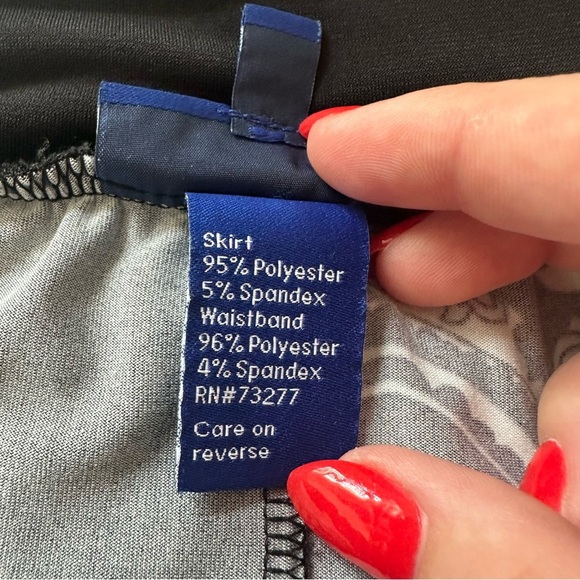 Skirt
95% Polyester
5% Spandex
Waistband
96% Polyester
4% Spandex
RN#73277
Care on
reverse